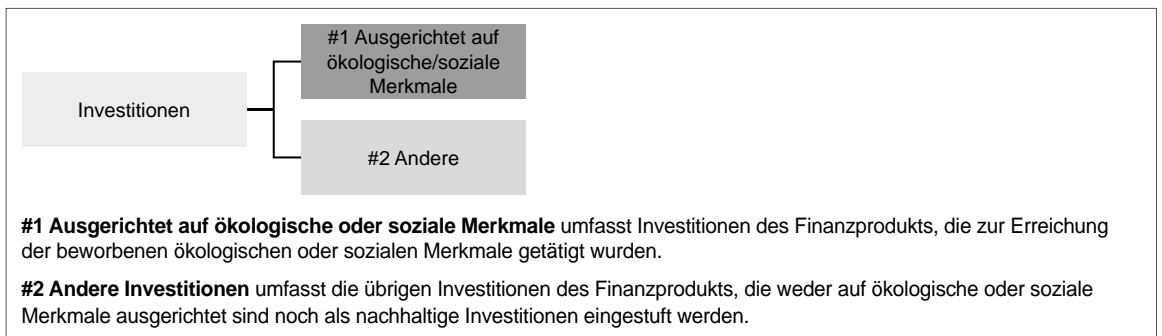 #1 Ausgerichtet auf
ökologische/soziale
Merkmale
Investitionen
#2 Andere
#1 Ausgerichtet auf ökologische oder soziale Merkmale umfasst Investitionen des Finanzprodukts, die zur Erreichung
der beworbenen ökologischen oder sozialen Merkmale getätigt wurden.
#2 Andere Investitionen umfasst die übrigen Investitionen des Finanzprodukts, die weder auf ökologische oder soziale
Merkmale ausgerichtet sind noch als nachhaltige Investitionen eingestuft werden.